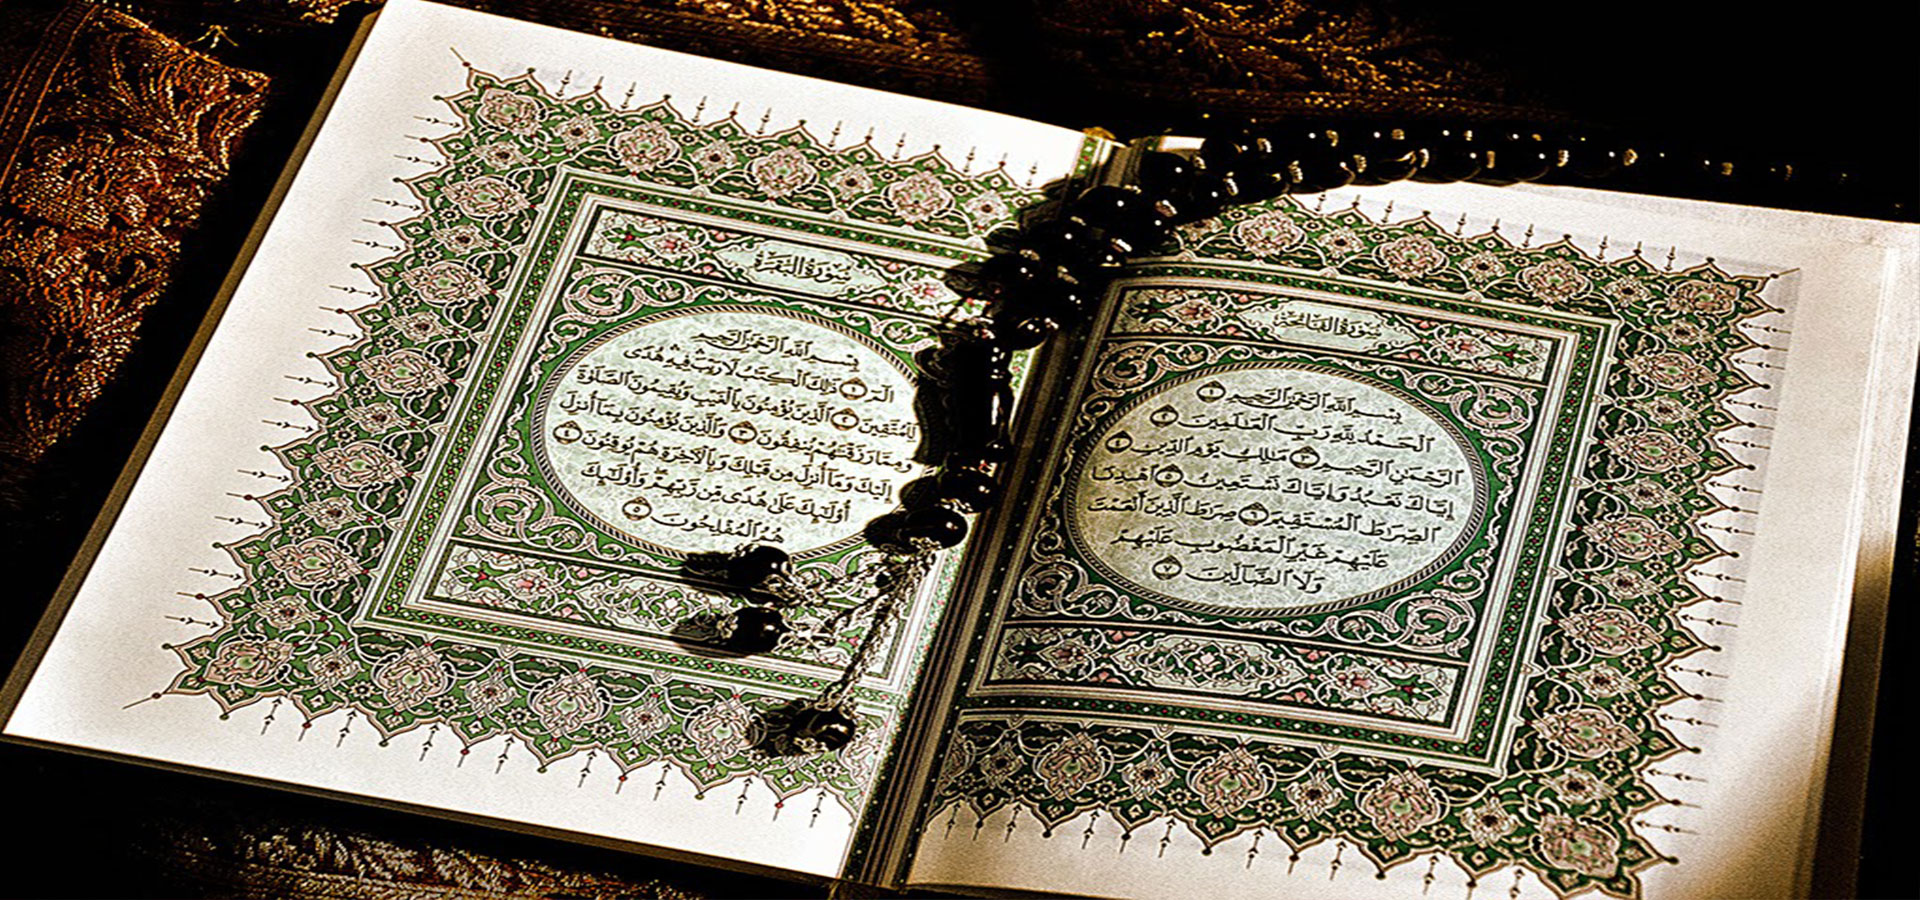 سُورَةُ الفَاتِحَةِ
بِسْمِ اللَّهِ الرَّحْمَٰنِ الرَّحِيمِ ١
الْحَمْدُ لِلَّهِ رَبِّ الْعَالَمِينَ ٢
الرَّحْمَٰنِ الرَّحِيمِ ٣ مَالِكِ يَوْمِ الدِّينِ ٤
إِيَّاكَ نَعْبُدُ وَإِيَّاكَ نَسْتَعِينُ ٥ اهْدِنَا
الصِّرَاطَ الْمُسْتَقِيمَ ٦ صِرَاطَ الَّذِينَ أَنْعَمْتَ
عَلَيْهِمْ غَيْرِ الْمَغْضُوبِ عَلَيْهِمْ
وَلَا الضَّالِّينَ ٧
سُورَةُ البَقَرَةِ
بِسْمِ اللَّهِ الرَّحْمَٰنِ الرَّحِيمِ
الم ١ ذَٰلِكَ الْكِتَابُ لَا رَيْبَ فِيهِ هُدًى
لِلْمُتَّقِينَ ٢ الَّذِينَ يُؤْمِنُونَ بِالْغَيْبِ وَيُقِيمُونَ الصَّلَوٰةَ
وَمِمَّا رَزَقْنَاهُمْ يُنْفِقُونَ ٣ وَالَّذِينَ يُؤْمِنُونَ بِمَا أُنْزِلَ
إِلَيْكَ وَمَا أُنْزِلَ مِنْ قَبْلِكَ وَبِالْآخِرَةِ هُمْ يُوقِنُونَ ٤
أُولَٰئِكَ عَلَىٰ هُدًى مِنْ رَبِّهِمْ وَأُولَٰئِكَ
هُمُ الْمُفْلِحُونَ ٥